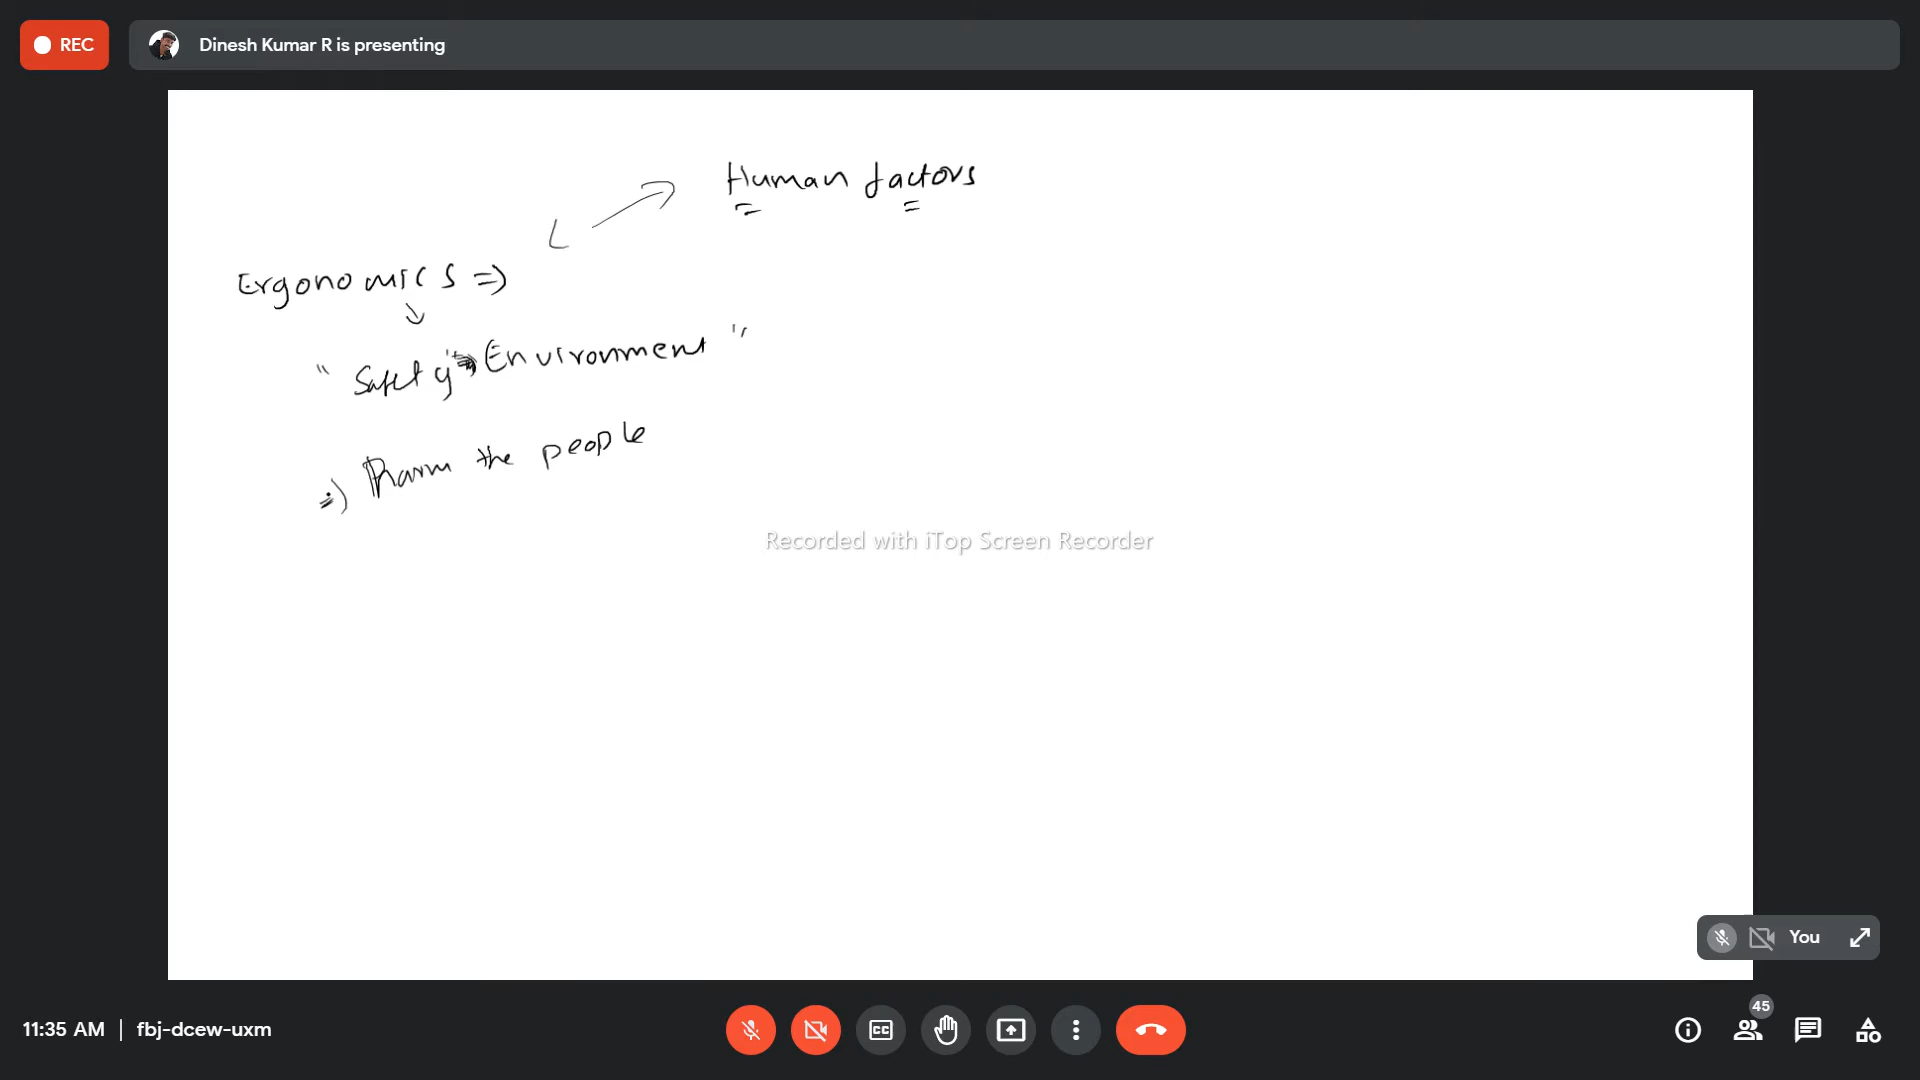 REC
Dinesh Kumar R is presenting
Human factors
Ergonomics =>
"Safety" Environment"
=> harm the people
Recorded with iTop Screen Recorder
You
11:35 AM | fbj-dcew-uxm
CC
45